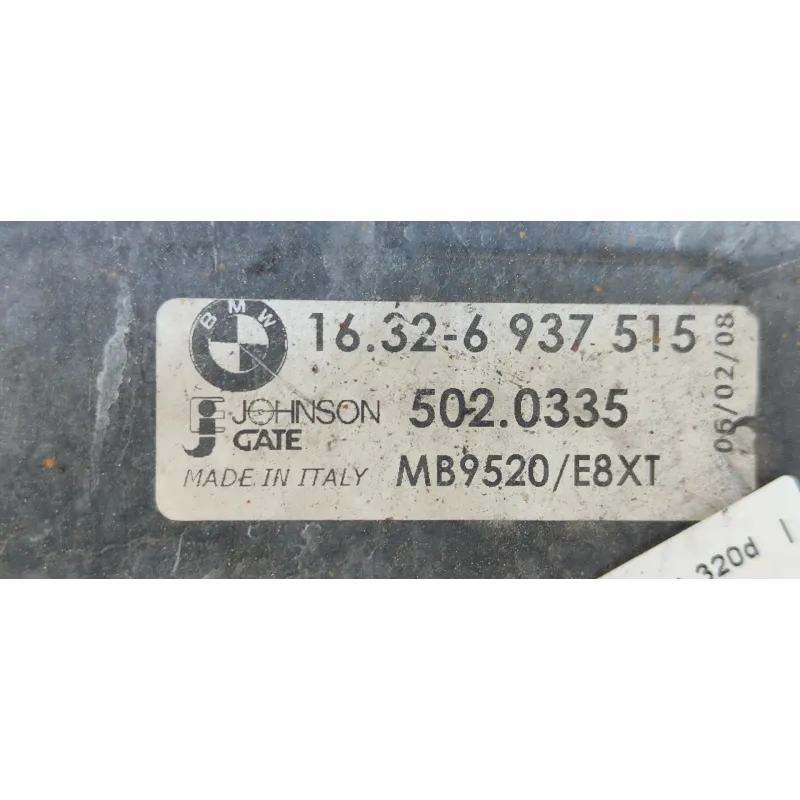 BMW
16.32-6 937 515
JOHNSON 502.0335
GATE
MADE IN ITALY MB9520/E8XT
06/02/08
320d